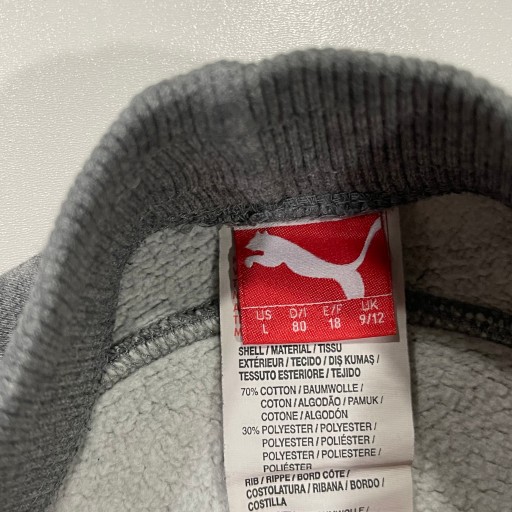 US D/I E/F UK
L 80 18 9/12
SHELL / MATERIAL / TISSU
EXTÉRIEUR / TECIDO / DIŞ KUMAŞ /
TESSUTO ESTERIORE / TEJIDO
70% COTTON / BAUMWOLLE /
COTON / ALGODÃO / PAMUK /
COTONE / ALGODÓN
30% POLYESTER / POLYESTER /
POLYESTER / POLIÉSTER /
POLYESTER / POLIESTERE /
POLIÉSTER
RIB / RIPPE / BORD CÔTE /
COSTOLATURA / RIBANA / BORDO /
COSTILLA